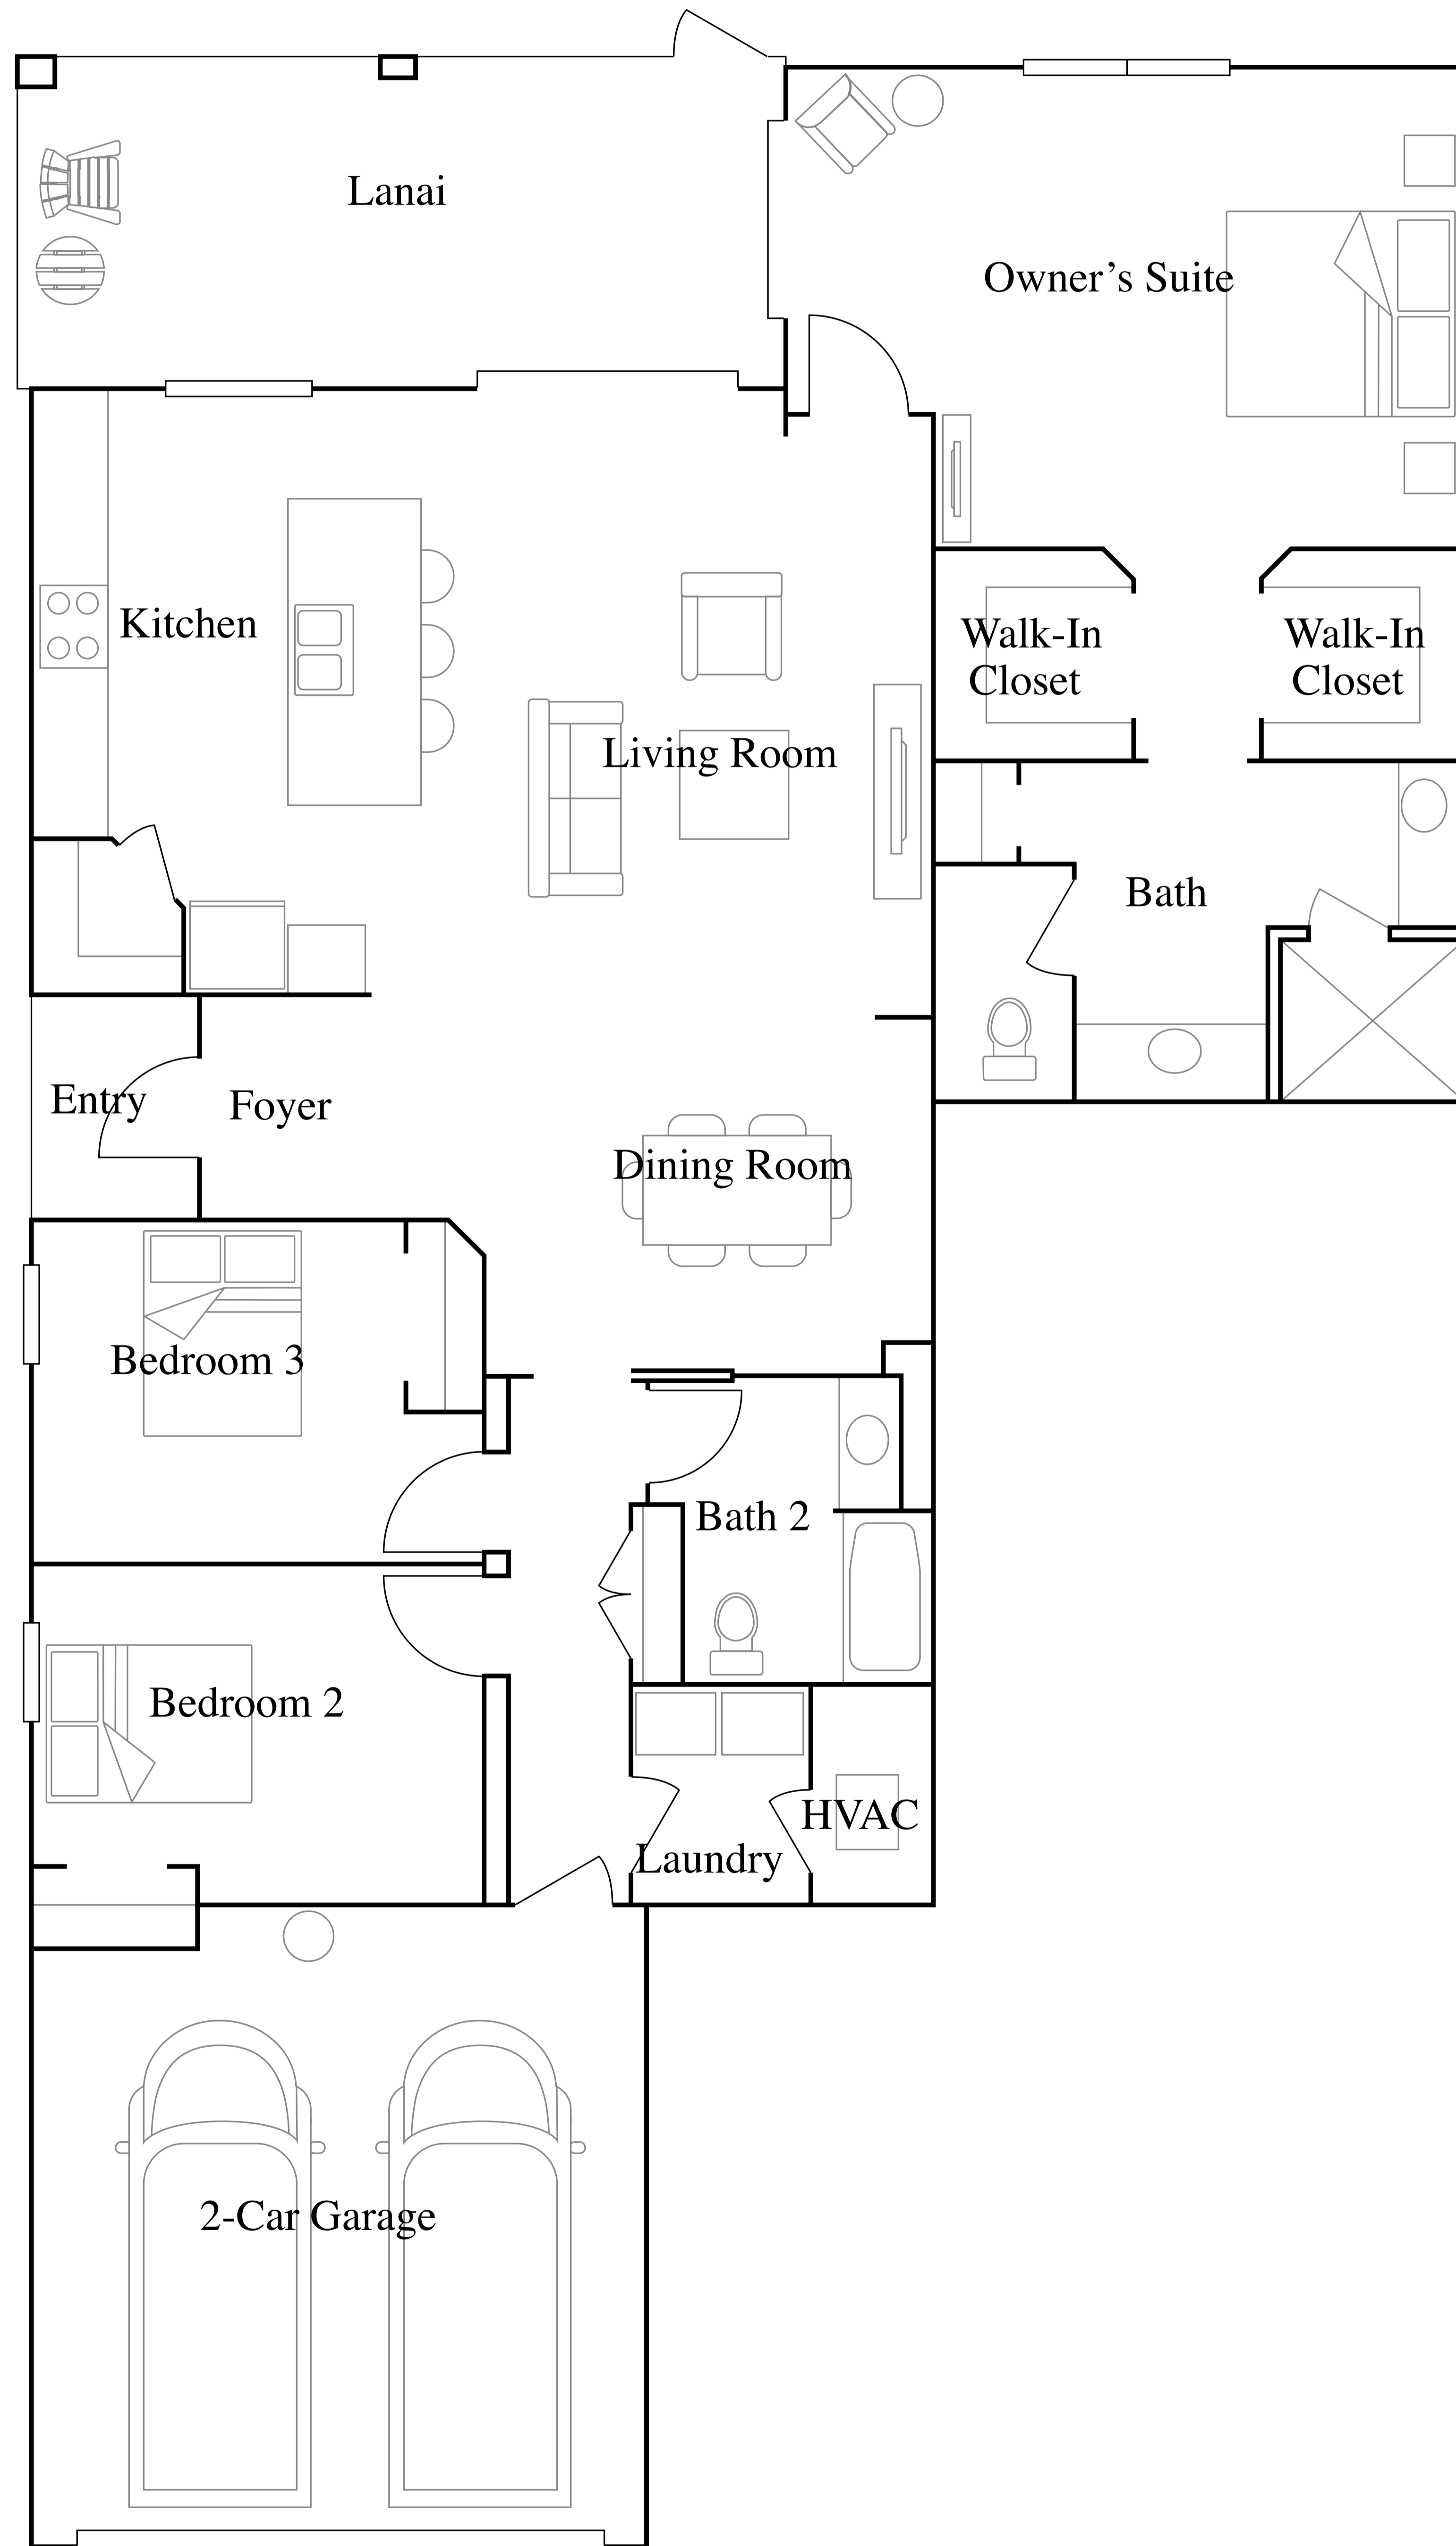 Lanai
Owner's Suite
Kitchen
Walk-In
Closet
Walk-In
Closet
Living Room
Bath
Entry
Foyer
Dining Room
Bedroom 3
Bath 2
Bedroom 2
HVAC
Laundry
2-Car Garage